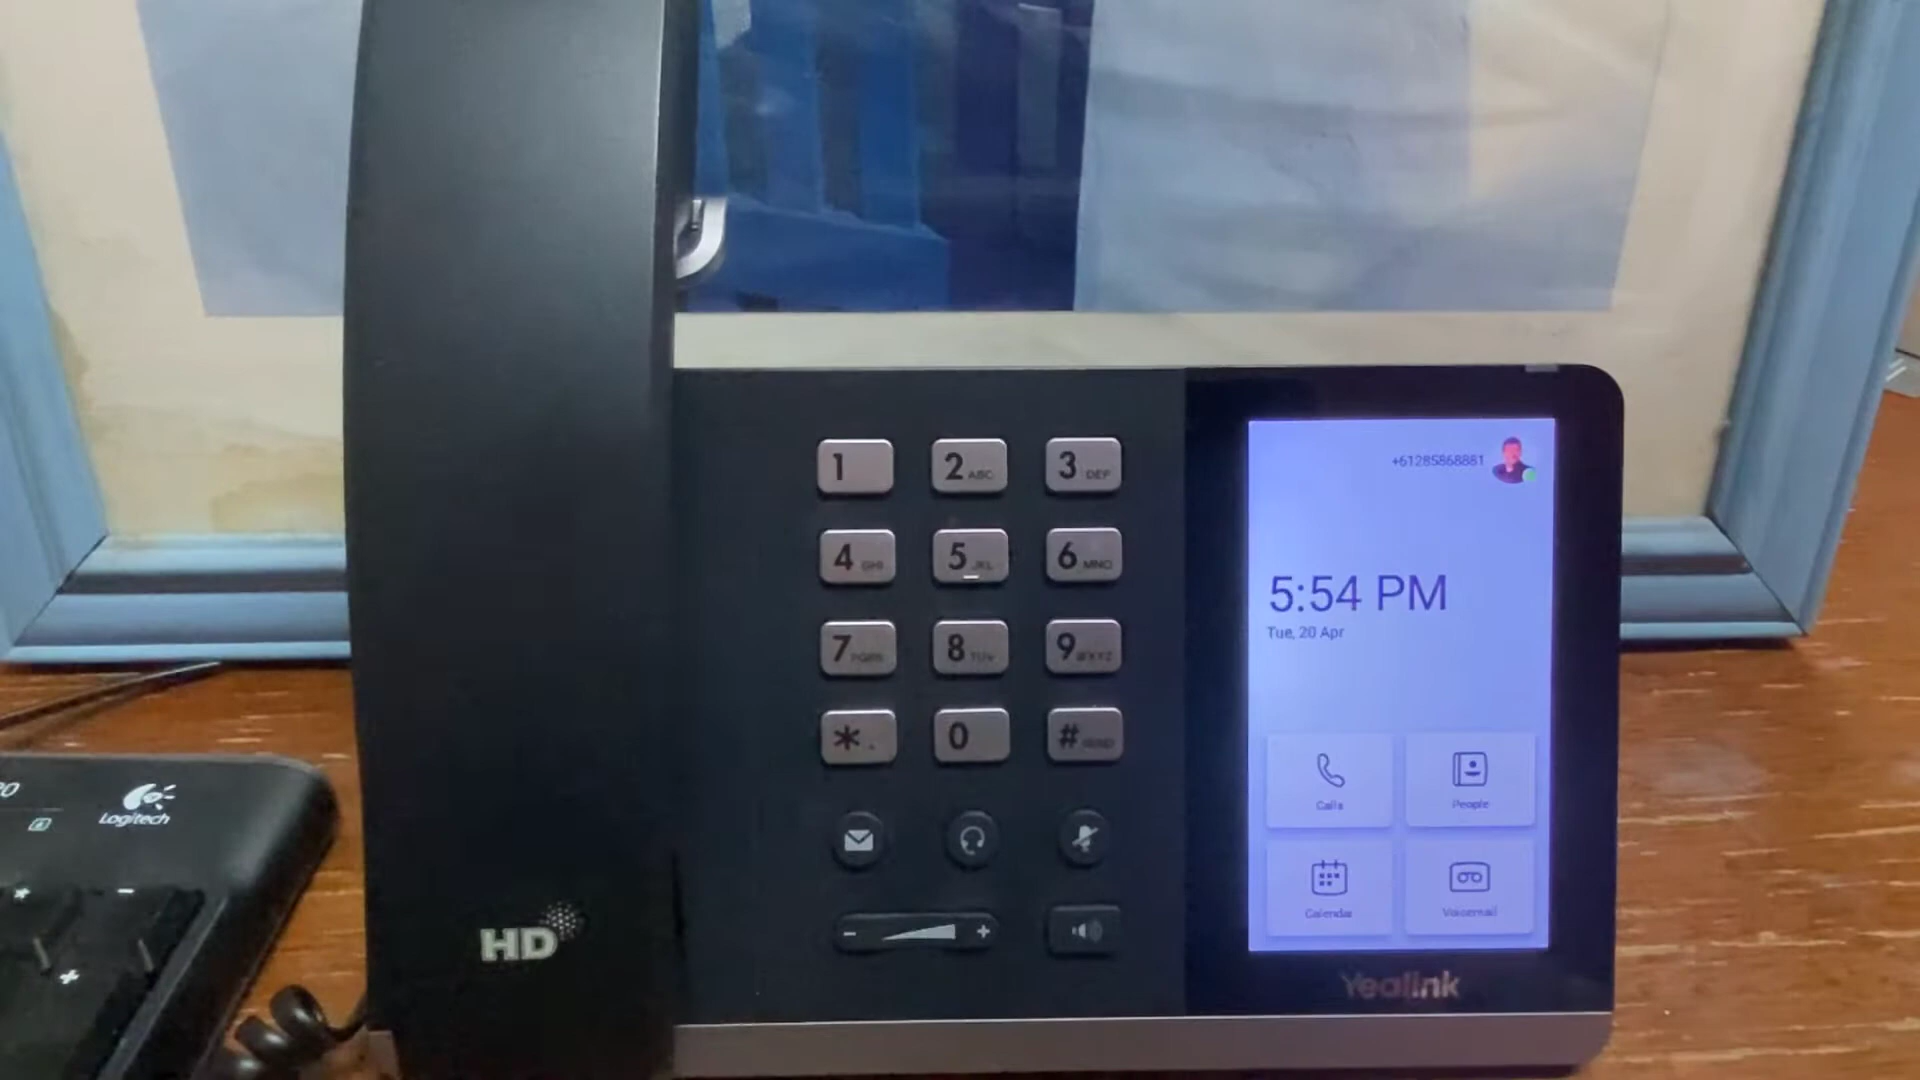 +61285868881
5:54 PM
Tue, 20 Apr
Calls
People
Calendar
Voicemail
Yealink
1
2 ABC
3 DEF
4 GHI
5 JKL
6 MNO
7 PQRS
8 TUV
9 WXYZ
* .
0
# SEND
- +
HD
Logitech